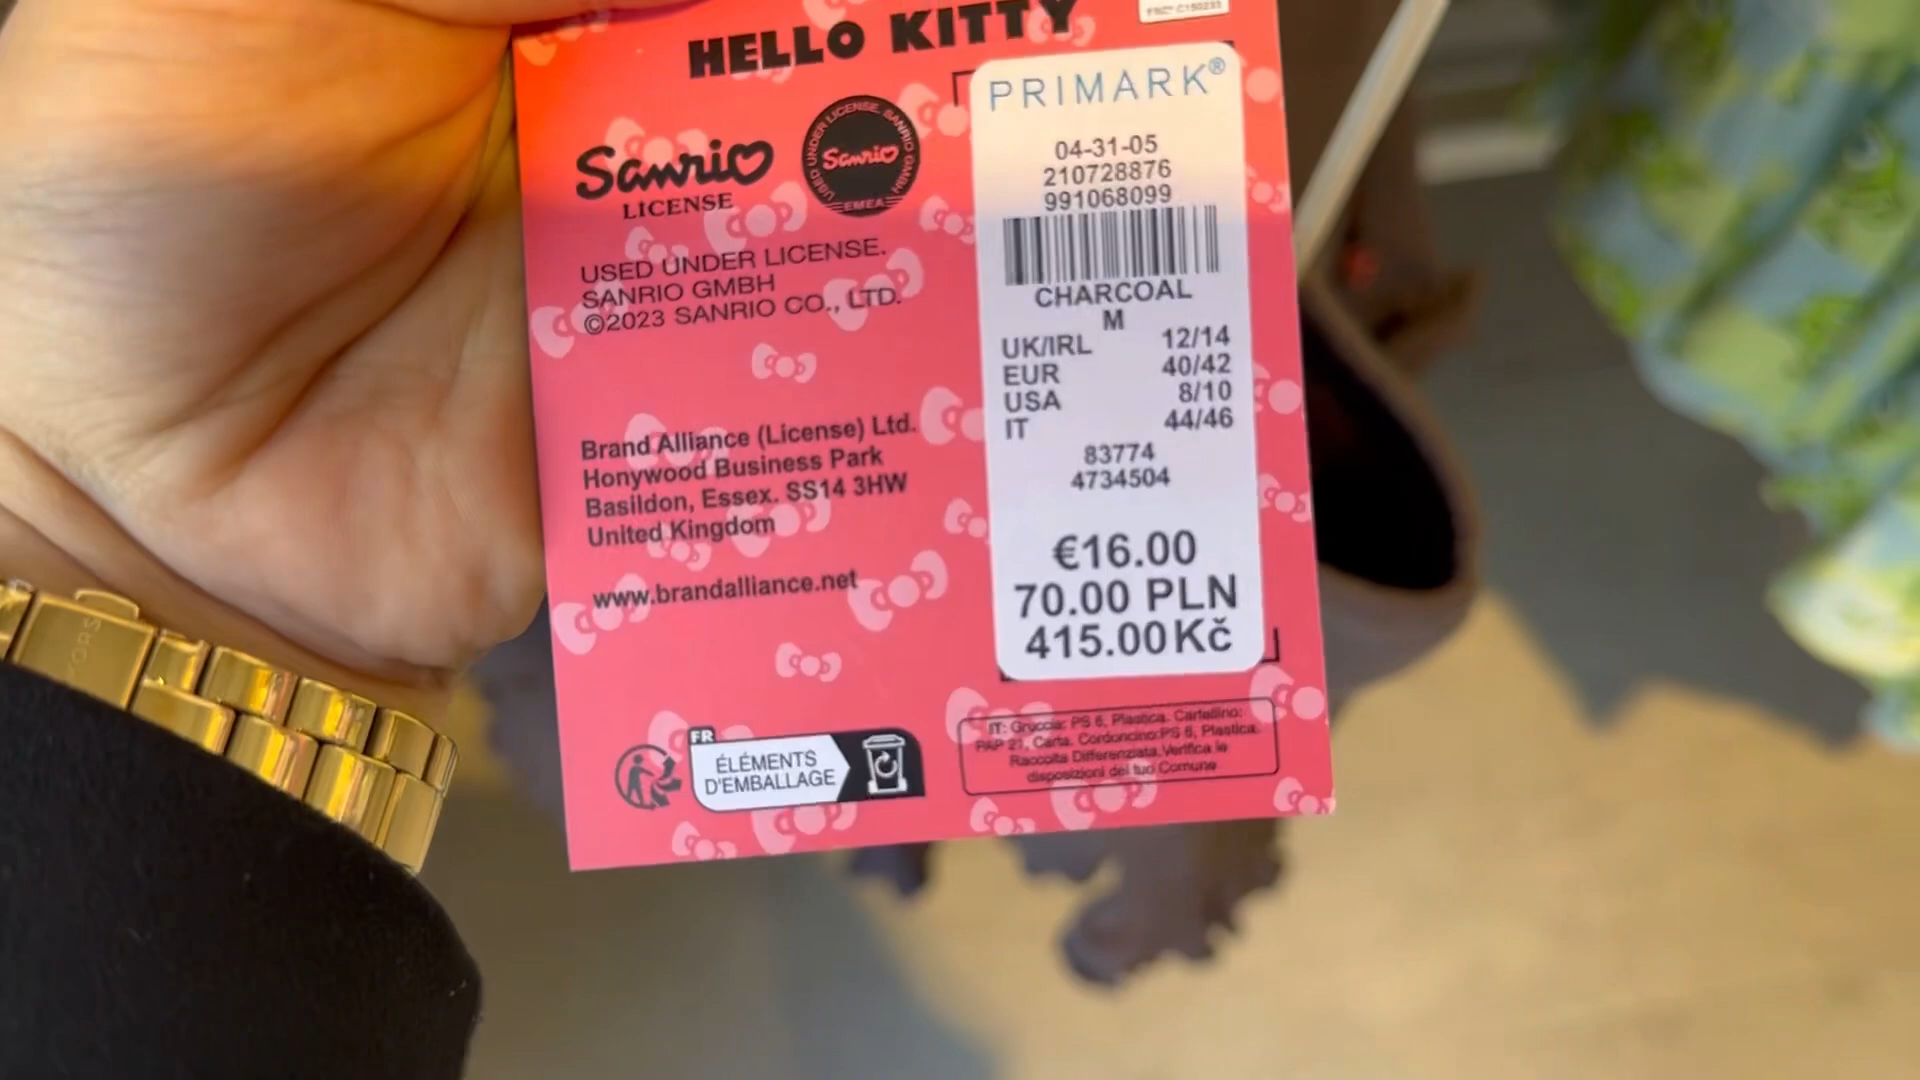 HELLO KITTY
Sanrio
LICENSE
USED UNDER LICENSE. SANRIO GMBH
Sanrio
EMEA
USED UNDER LICENSE.
SANRIO GMBH
©2023 SANRIO CO., LTD.
Brand Alliance (License) Ltd.
Honywood Business Park
Basildon, Essex. SS14 3HW
United Kingdom
www.brandalliance.net
FR
ÉLÉMENTS
D'EMBALLAGE
PRIMARK®
04-31-05
210728876
991068099
CHARCOAL
M
UK/IRL 12/14
EUR 40/42
USA 8/10
IT 44/46
83774
4734504
€16.00
70.00 PLN
415.00Kč
IT: Gruccia: PS 6, Plastica. Cartellino:
PAP 21, Carta. Cordoncino:PS 6, Plastica.
Raccolta Differenziata.Verifica le
disposizioni del tuo Comune